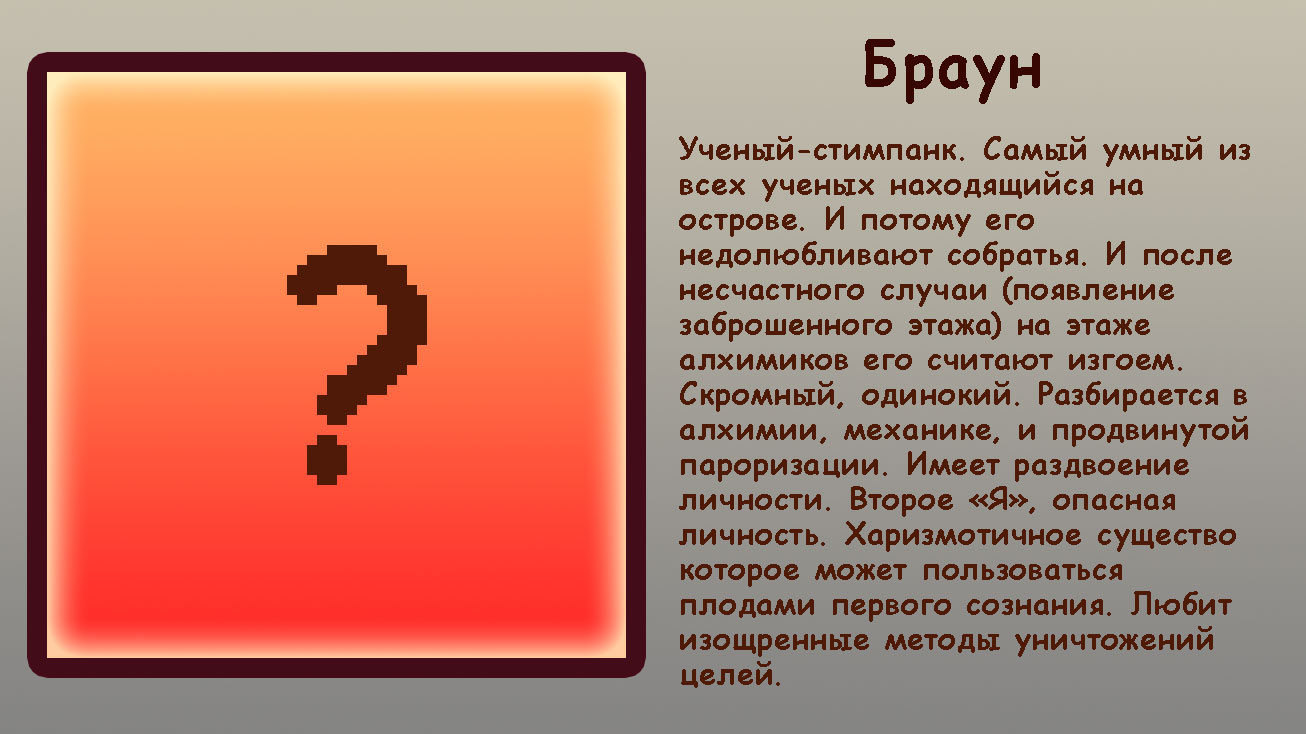 Браун
Ученый-стимпанк. Самый умный из
всех ученых находящийся на
острове. И потому его
недолюбливают собратья. И после
несчастного случаи (появление
заброшенного этажа) на этаже
алхимиков его считают изгоем.
Скромный, одинокий. Разбирается в
алхимии, механике, и продвинутой
пароризации. Имеет раздвоение
личности. Второе «Я», опасная
личность. Харизмотичное существо
которое может пользоваться
плодами первого сознания. Любит
изощренные методы уничтожений
целей.
?